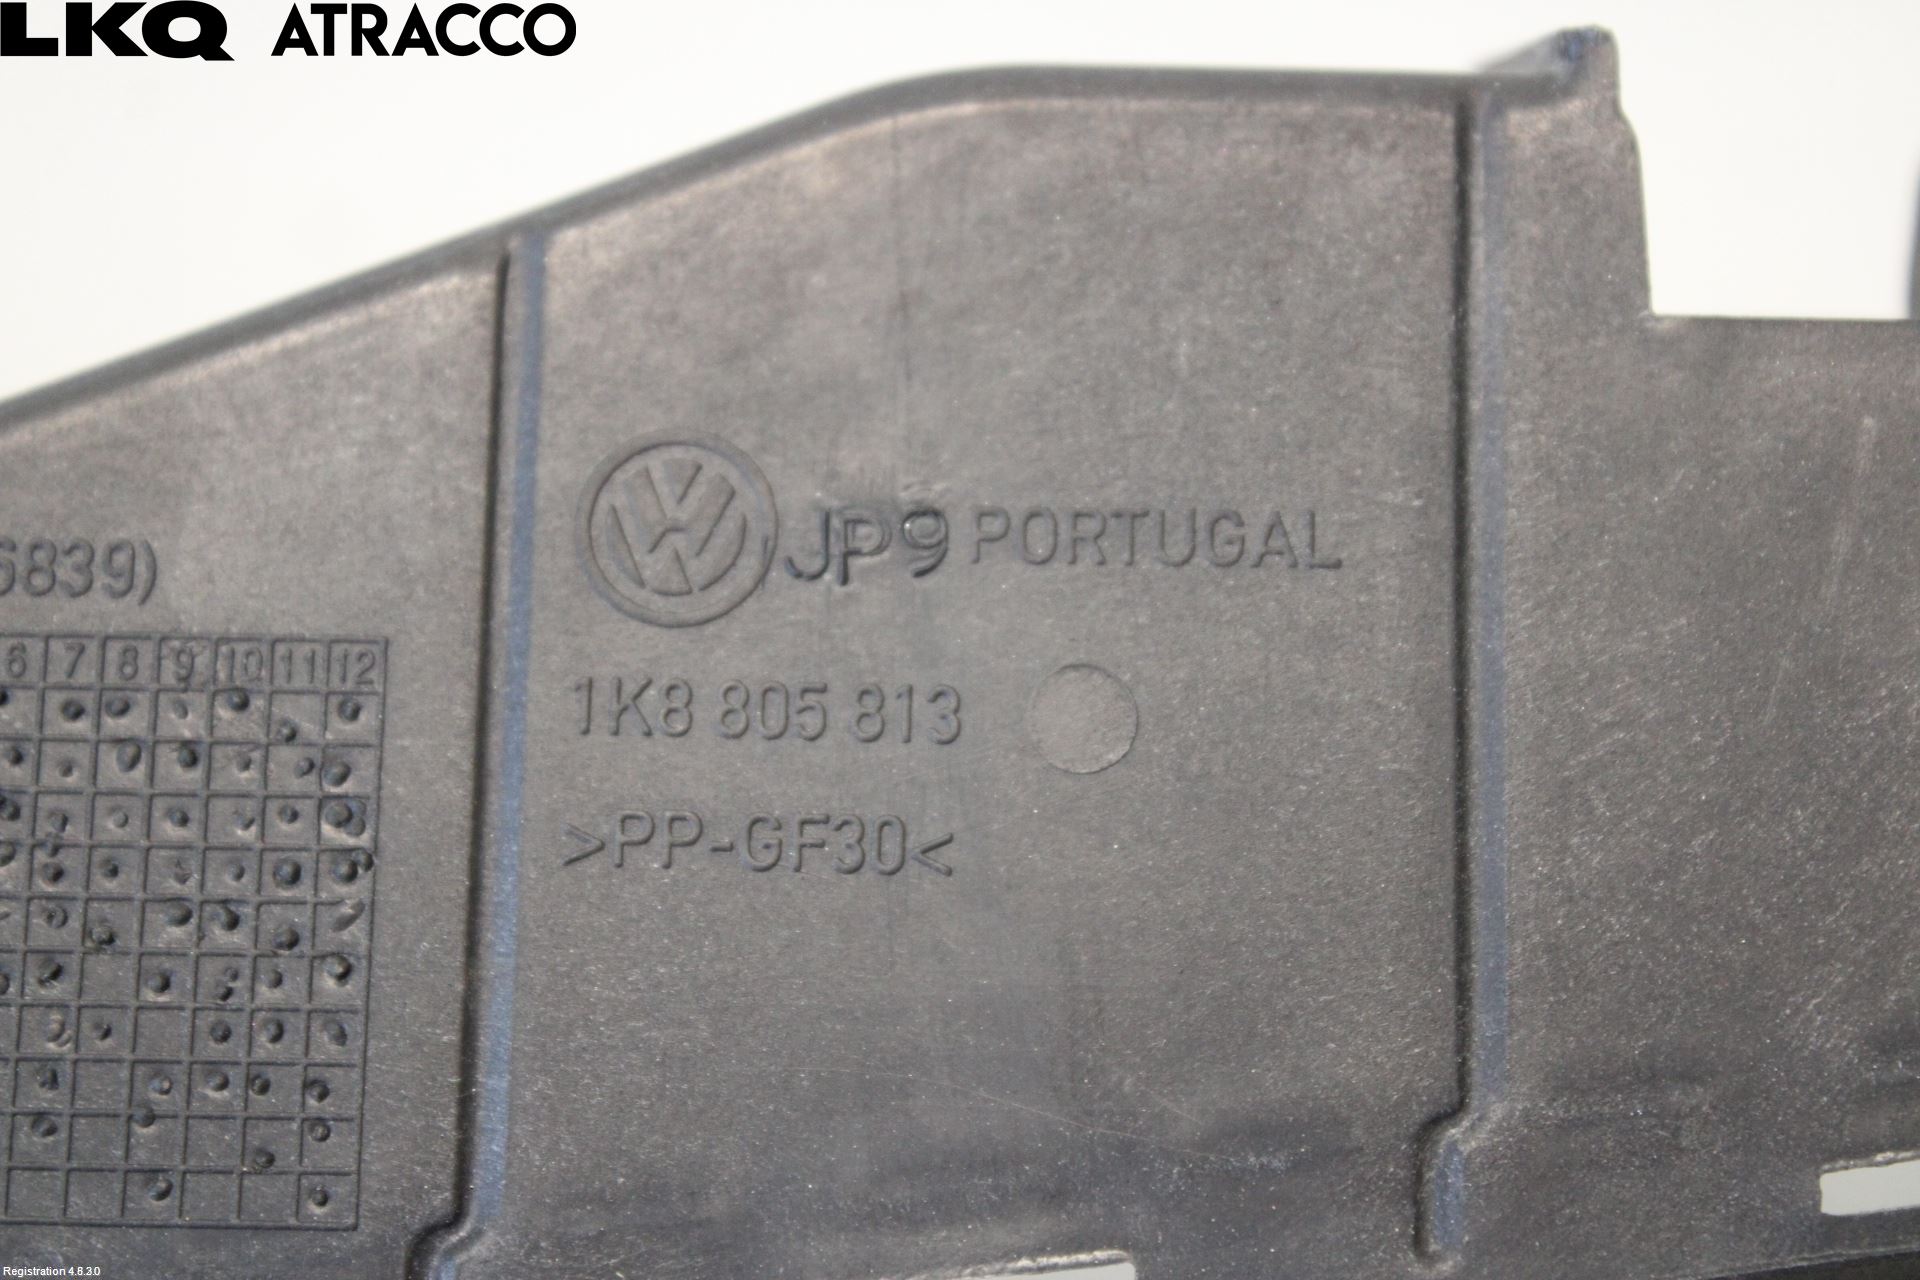 LKQ ATRACCO
JP9 PORTUGAL
6839)
6 7 8 9 10 11 12
1K8 805 813
>PP-GF30<
Registration 4.8.3.0